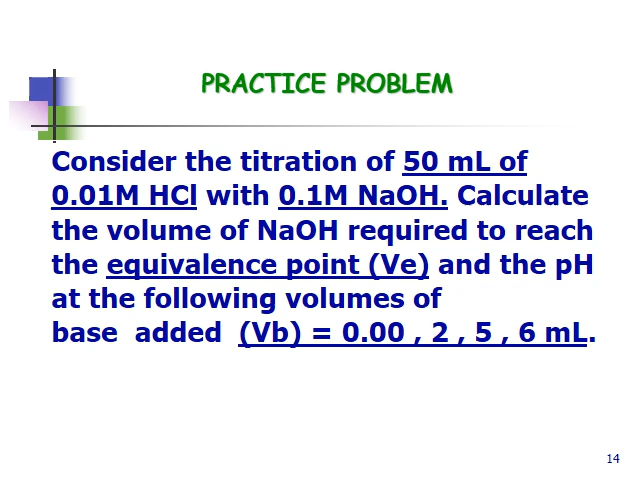 PRACTICE PROBLEM
Consider the titration of 50 mL of
0.01M HCl with 0.1M NaOH. Calculate
the volume of NaOH required to reach
the equivalence point (Ve) and the pH
at the following volumes of
base added (Vb) = 0.00 , 2 , 5 , 6 mL.
14